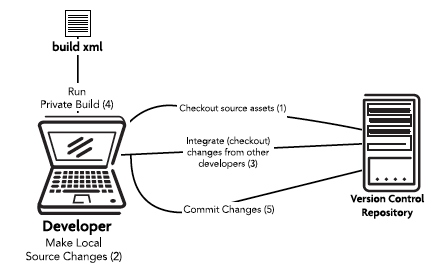 build xml
Run
Private Build (4)
Checkout source assets (1)
Integrate (checkout)
changes from other
developers (3)
Commit Changes (5)
Version Control
Repository
Developer
Make Local
Source Changes (2)